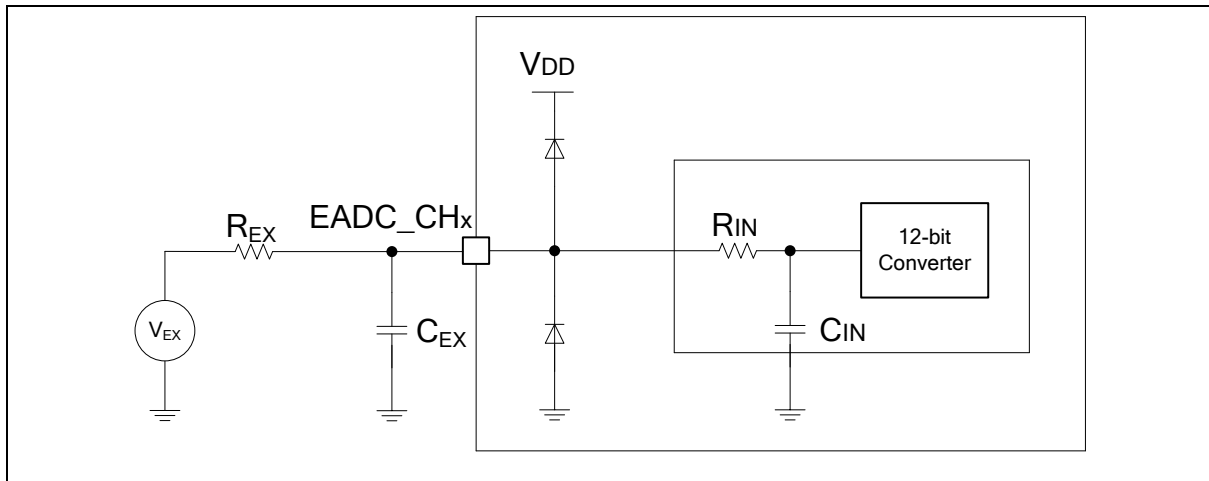 VDD
EADC_CHx
REX
RIN
12-bit
Converter
VEX
CEX
CIN